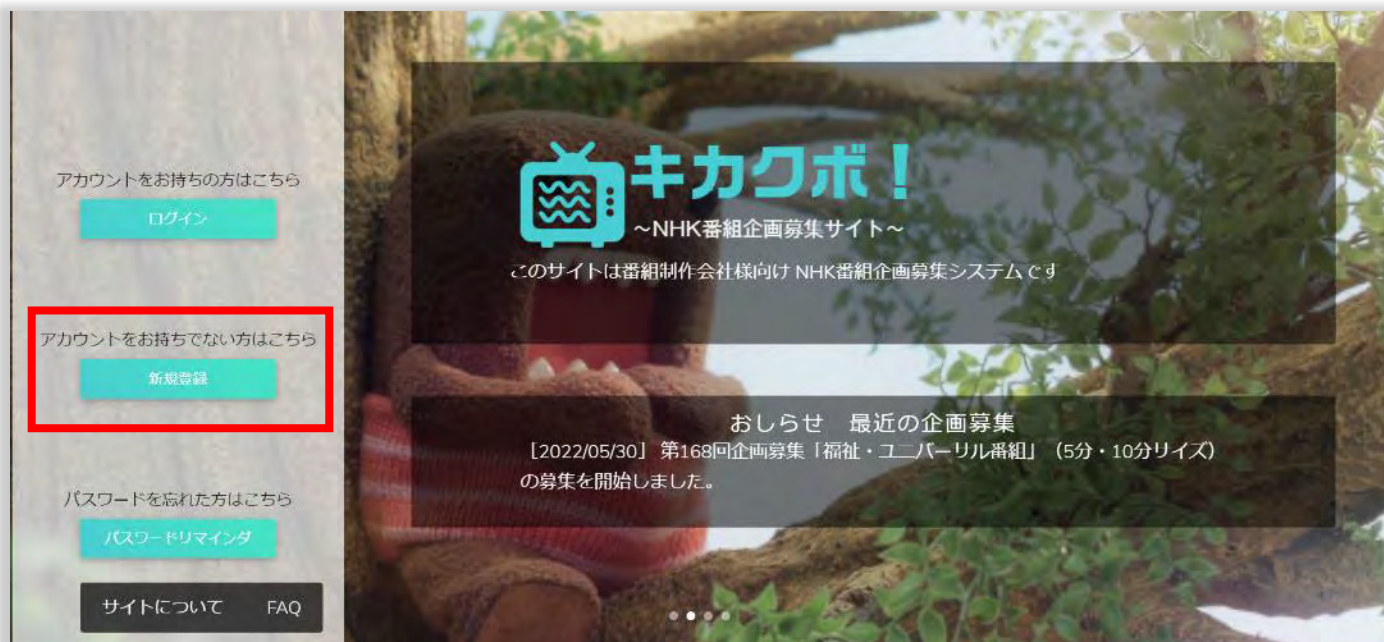 アカウントをお持ちの方はこちら
ログイン
アカウントをお持ちでない方はこちら
新規登録
パスワードを忘れた方はこちら
パスワードリマインダ
サイトについて FAQ
キカクボ！
～NHK番組企画募集サイト～
このサイトは番組制作会社様向け NHK番組企画募集システムです
おしらせ 最近の企画募集
［2022/05/30］ 第168回企画募集「福祉・ユニバーサル番組」（5分・10分サイズ）
の募集を開始しました。